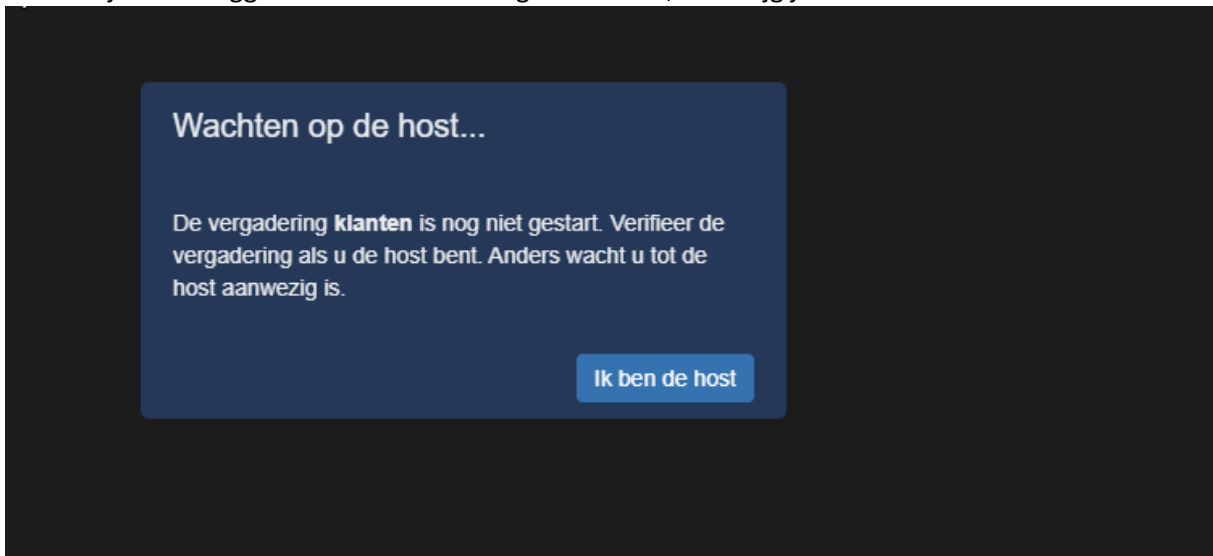 Wachten op de host...
De vergadering klanten is nog niet gestart. Verifieer de
vergadering als u de host bent. Anders wacht u tot de
host aanwezig is.
Ik ben de host